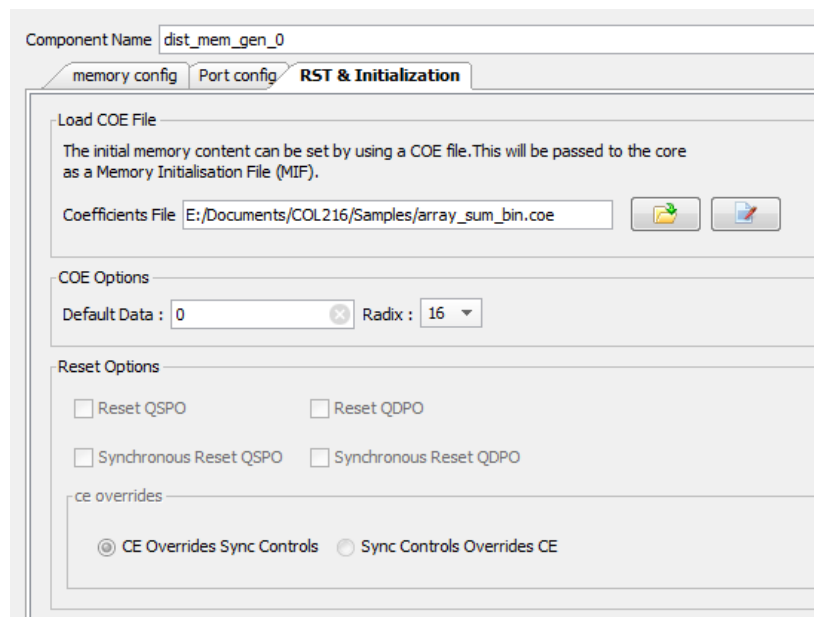 Component Name dist_mem_gen_0
memory config Port config RST & Initialization
Load COE File
The initial memory content can be set by using a COE file.This will be passed to the core
as a Memory Initialisation File (MIF).
Coefficients File E:/Documents/COL216/Samples/array_sum_bin.coe
COE Options
Default Data : 0 Radix : 16
Reset Options
Reset QSPO Reset QDPO
Synchronous Reset QSPO Synchronous Reset QDPO
ce overrides
CE Overrides Sync Controls Sync Controls Overrides CE